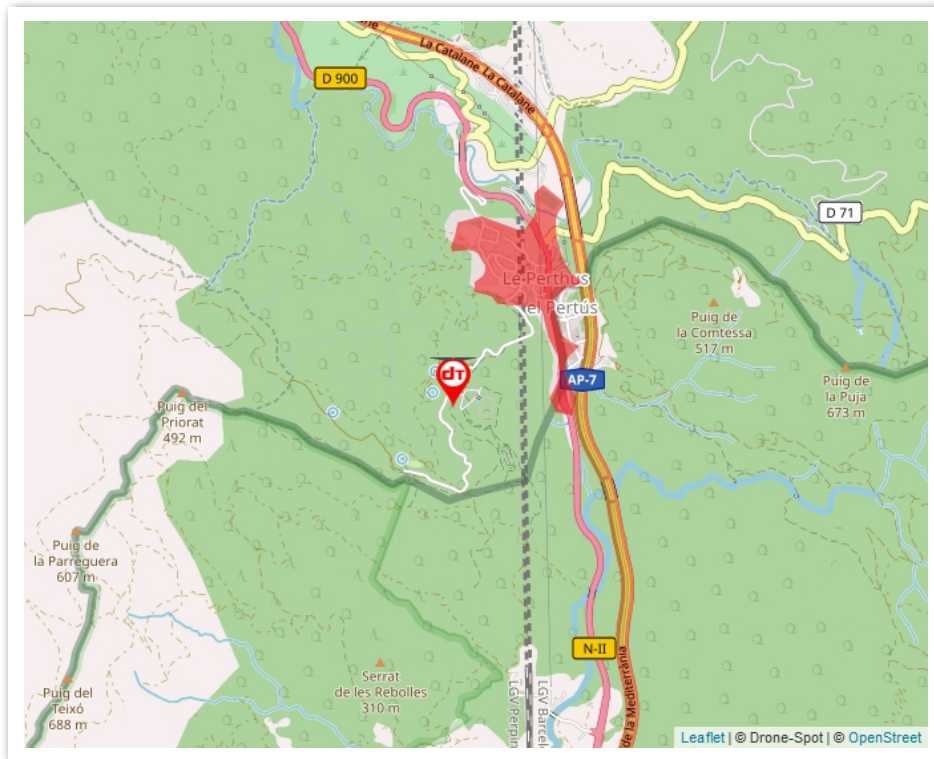 La Catalane La Catalane
D 900
D 71
Le Perthus
el Pertús
Puig de
la Comtessa
517 m
dT
AP-7
Puig de
la Puja
673 m
Puig del
Priorat
492 m
Puig de
la Parreguera
607 m
N-II
Serrat
de les Rebolles
310 m
Puig del
Teixó
688 m
LGV Perpin
LGV Barcel
de la Mediterrània
Leaflet | © Drone-Spot | © OpenStreet